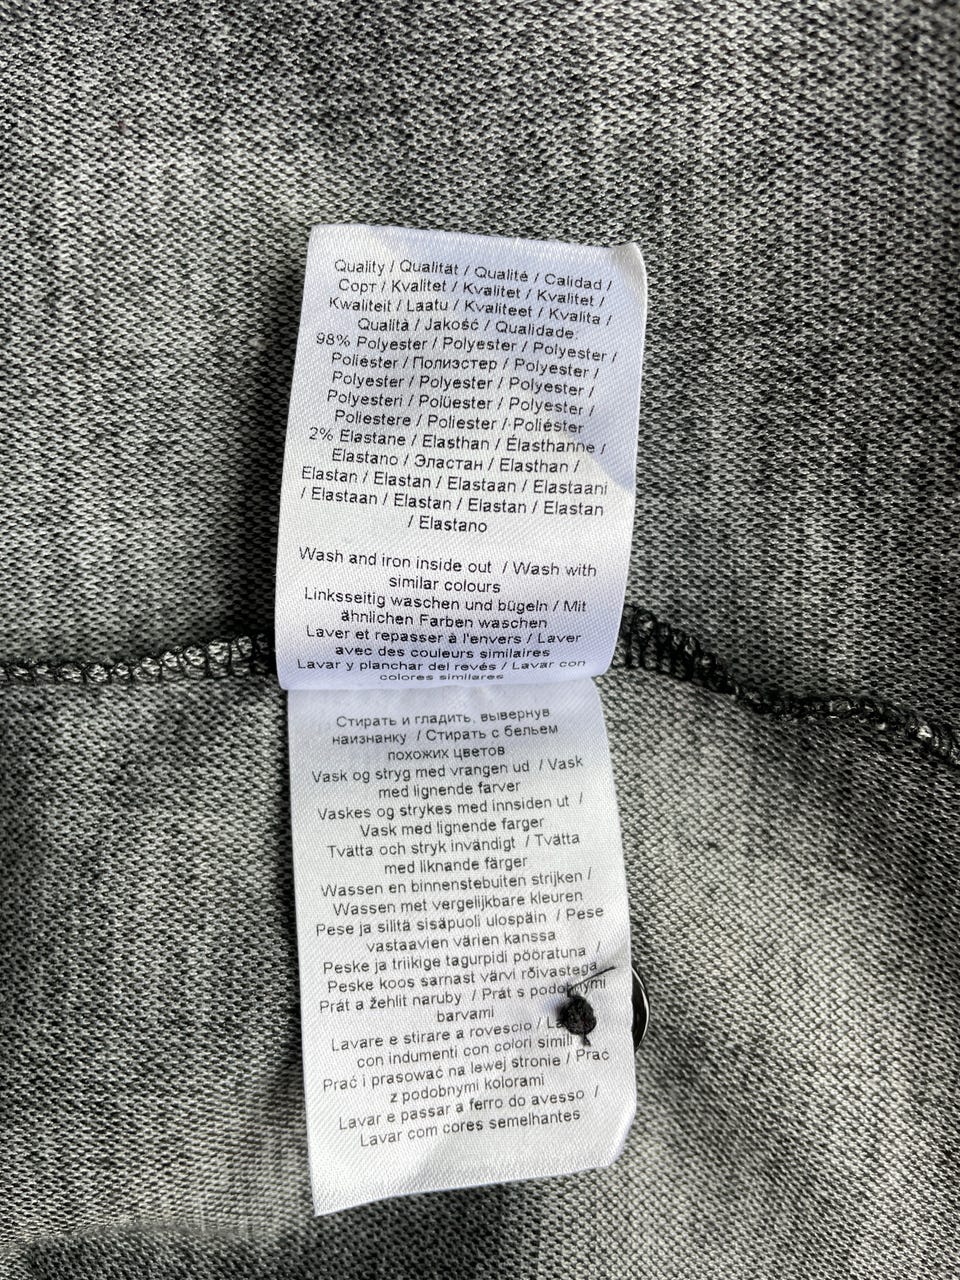 Quality / Qualität / Qualité / Calidad /
Сорт / Kvalitet / Kvalitet / Kvalitet /
Kwaliteit / Laatu / Kvaliteet / Kvalita /
Qualità / Jakość / Qualidade:
98% Polyester / Polyester / Polyester /
Poliéster / Полиэстер / Polyester /
Polyester / Polyester / Polyester /
Polyesteri / Polüester / Polyester /
Poliestere / Poliester / Poliéster
2% Elastane / Elasthan / Élasthanne /
Elastano / Эластан / Elasthan /
Elastan / Elastan / Elastaan / Elastaani
/ Elastaan / Elastan / Elastan / Elastan
/ Elastano
Wash and iron inside out / Wash with
similar colours
Linksseitig waschen und bügeln / Mit
ähnlichen Farben waschen
Laver et repasser à l'envers / Laver
avec des couleurs similaires
Lavar y planchar del revés / Lavar con
colores similares
Стирать и гладить, вывернув
наизнанку / Стирать с бельем
похожих цветов
Vask og stryg med vrangen ud / Vask
med lignende farver
Vaskes og strykes med innsiden ut /
Vask med lignende farger
Tvätta och stryk invändigt / Tvätta
med liknande färger
Wassen en binnenstebuiten strijken /
Wassen met vergelijkbare kleuren
Pese ja silitä sisäpuoli ulospäin / Pese
vastaavien värien kanssa
Peske ja triikige tagurpidi pööratuna /
Peske koos sarnast värvi rõivastega
Prát a žehlit naruby / Prát s podobnými
barvami
Lavare e stirare a rovescio /
con indumenti con colori simili
Prać i prasować na lewej stronie / Prać
z podobnymi kolorami
Lavar e passar a ferro do avesso /
Lavar com cores semelhantes